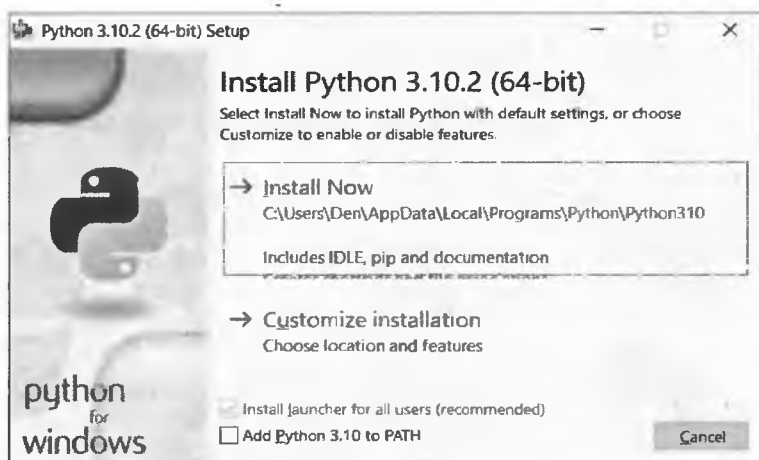 Python 3.10.2 (64-bit) Setup
Install Python 3.10.2 (64-bit)
Select Install Now to install Python with default settings, or choose
Customize to enable or disable features.
Install Now
C:\Users\Den\AppData\Local\Programs\Python\Python310
Includes IDLE, pip and documentation
Customize installation
Choose location and features
Install launcher for all users (recommended)
Add Python 3.10 to PATH
Cancel
python
for
windows